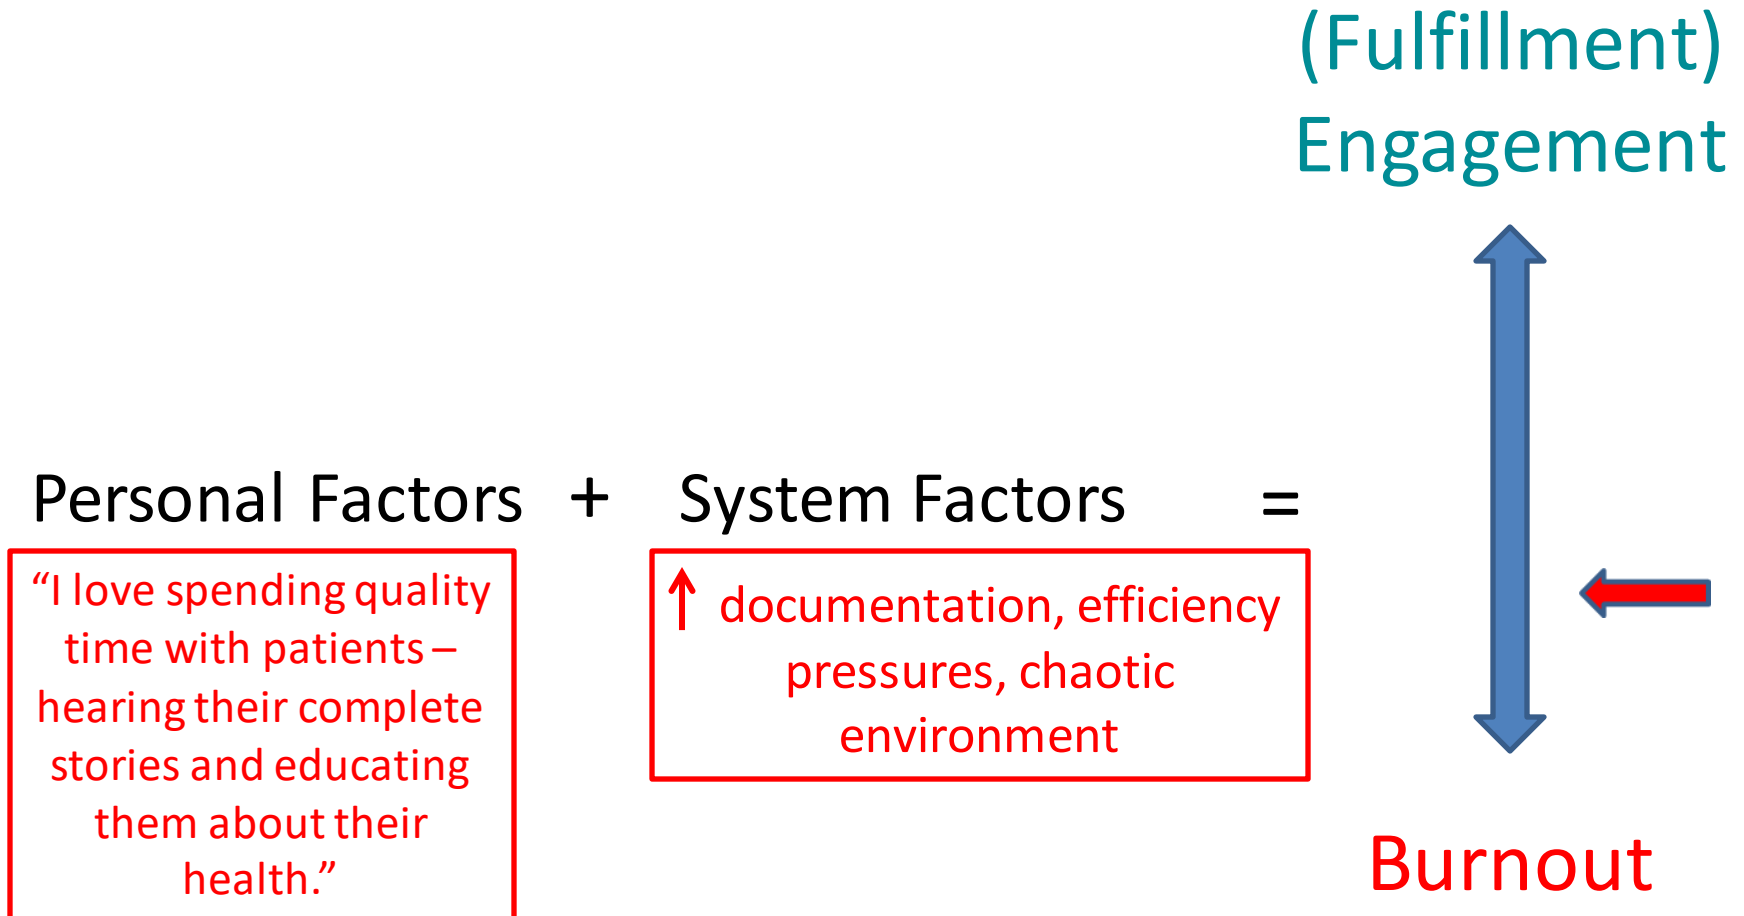 (Fulfillment)
Engagement
Personal Factors + System Factors =
“I love spending quality
time with patients –
hearing their complete
stories and educating
them about their
health.”
↑ documentation, efficiency
pressures, chaotic
environment
Burnout